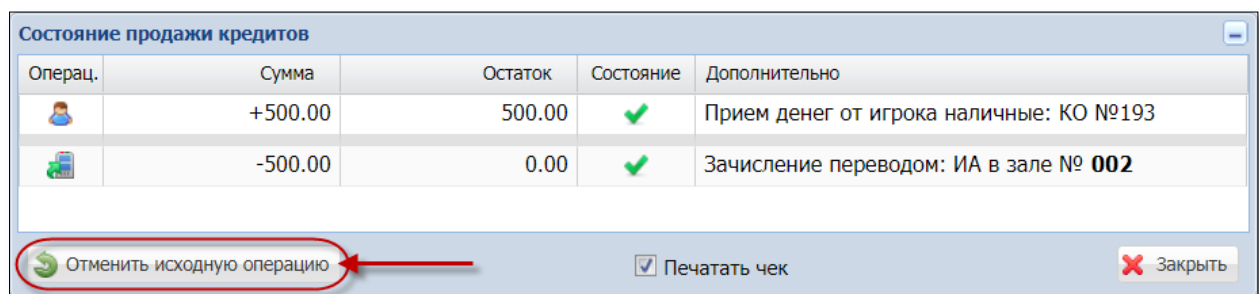 Состояние продажи кредитов
Операц. Сумма Остаток Состояние Дополнительно
+500.00 500.00 Прием денег от игрока наличные: КО №193
-500.00 0.00 Зачисление переводом: ИА в зале № 002
Отменить исходную операцию Печатать чек Закрыть